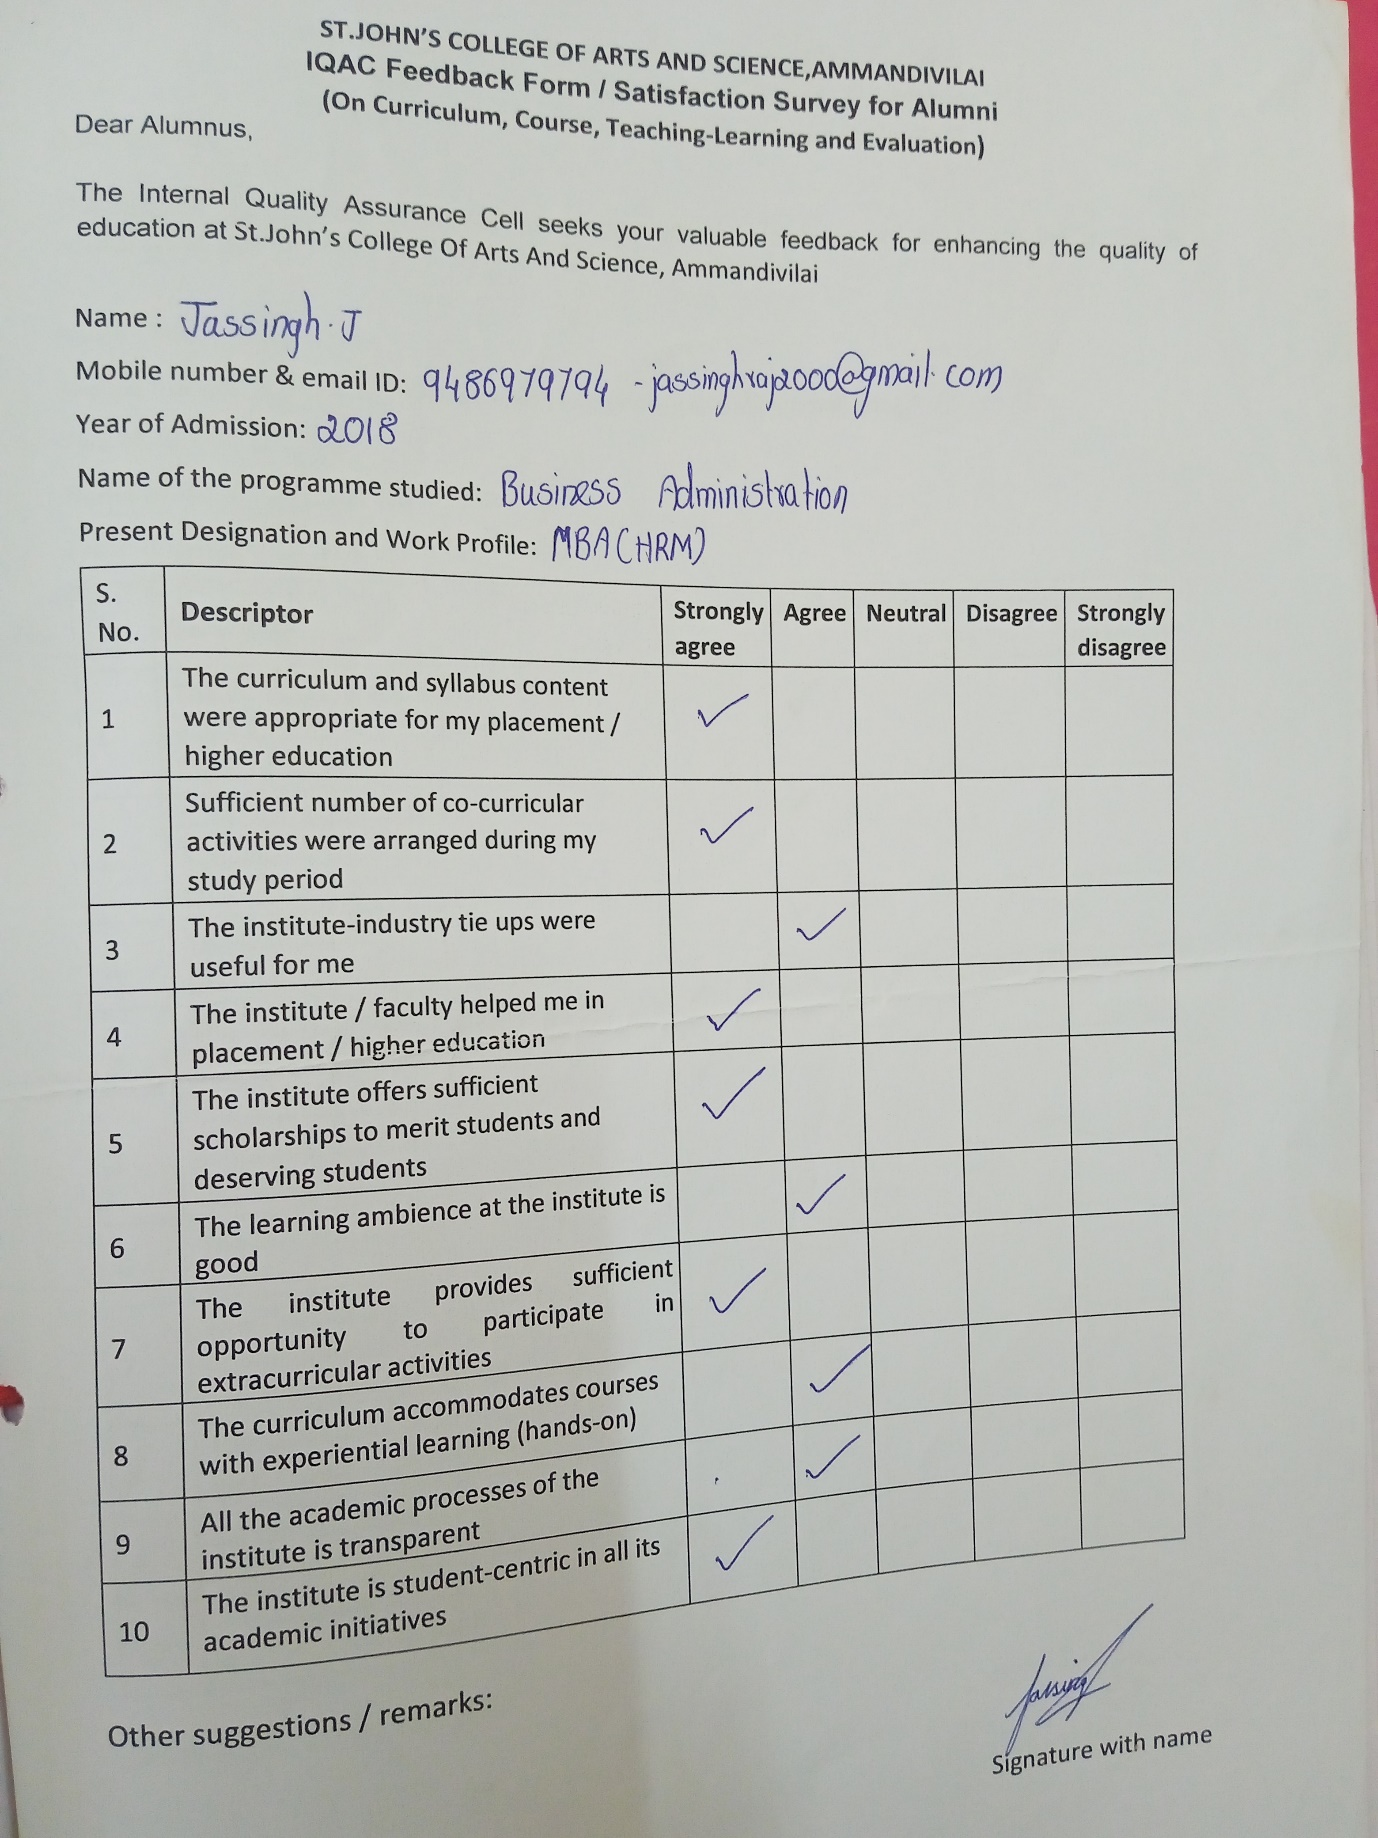 ST.JOHN'S COLLEGE OF ARTS AND SCIENCE,AMMANDIVILAI
IQAC Feedback Form / Satisfaction Survey for Alumni
(On Curriculum, Course, Teaching-Learning and Evaluation)
Dear Alumnus,
The Internal Quality Assurance Cell seeks your valuable feedback for enhancing the quality of
education at St.John's College Of Arts And Science, Ammandivilai
Name : Jassingh.J
Mobile number & email ID: 9486979794 - jassinghraj2000@gmail.com
Year of Admission: 2018
Name of the programme studied: Business Administration
Present Designation and Work Profile: MBA (HRM)
S. No. Descriptor Strongly agree Agree Neutral Disagree Strongly disagree
1 The curriculum and syllabus content
were appropriate for my placement /
higher education ✓
2 Sufficient number of co-curricular
activities were arranged during my
study period ✓
3 The institute-industry tie ups were
useful for me ✓
4 The institute / faculty helped me in
placement / higher education ✓
5 The institute offers sufficient
scholarships to merit students and
deserving students ✓
6 The learning ambience at the institute is
good ✓
7 The institute provides sufficient
opportunity to participate in
extracurricular activities ✓
8 The curriculum accommodates courses
with experiential learning (hands-on) ✓
9 All the academic processes of the
institute is transparent ✓
10 The institute is student-centric in all its
academic initiatives ✓
Other suggestions / remarks:
Signature with name